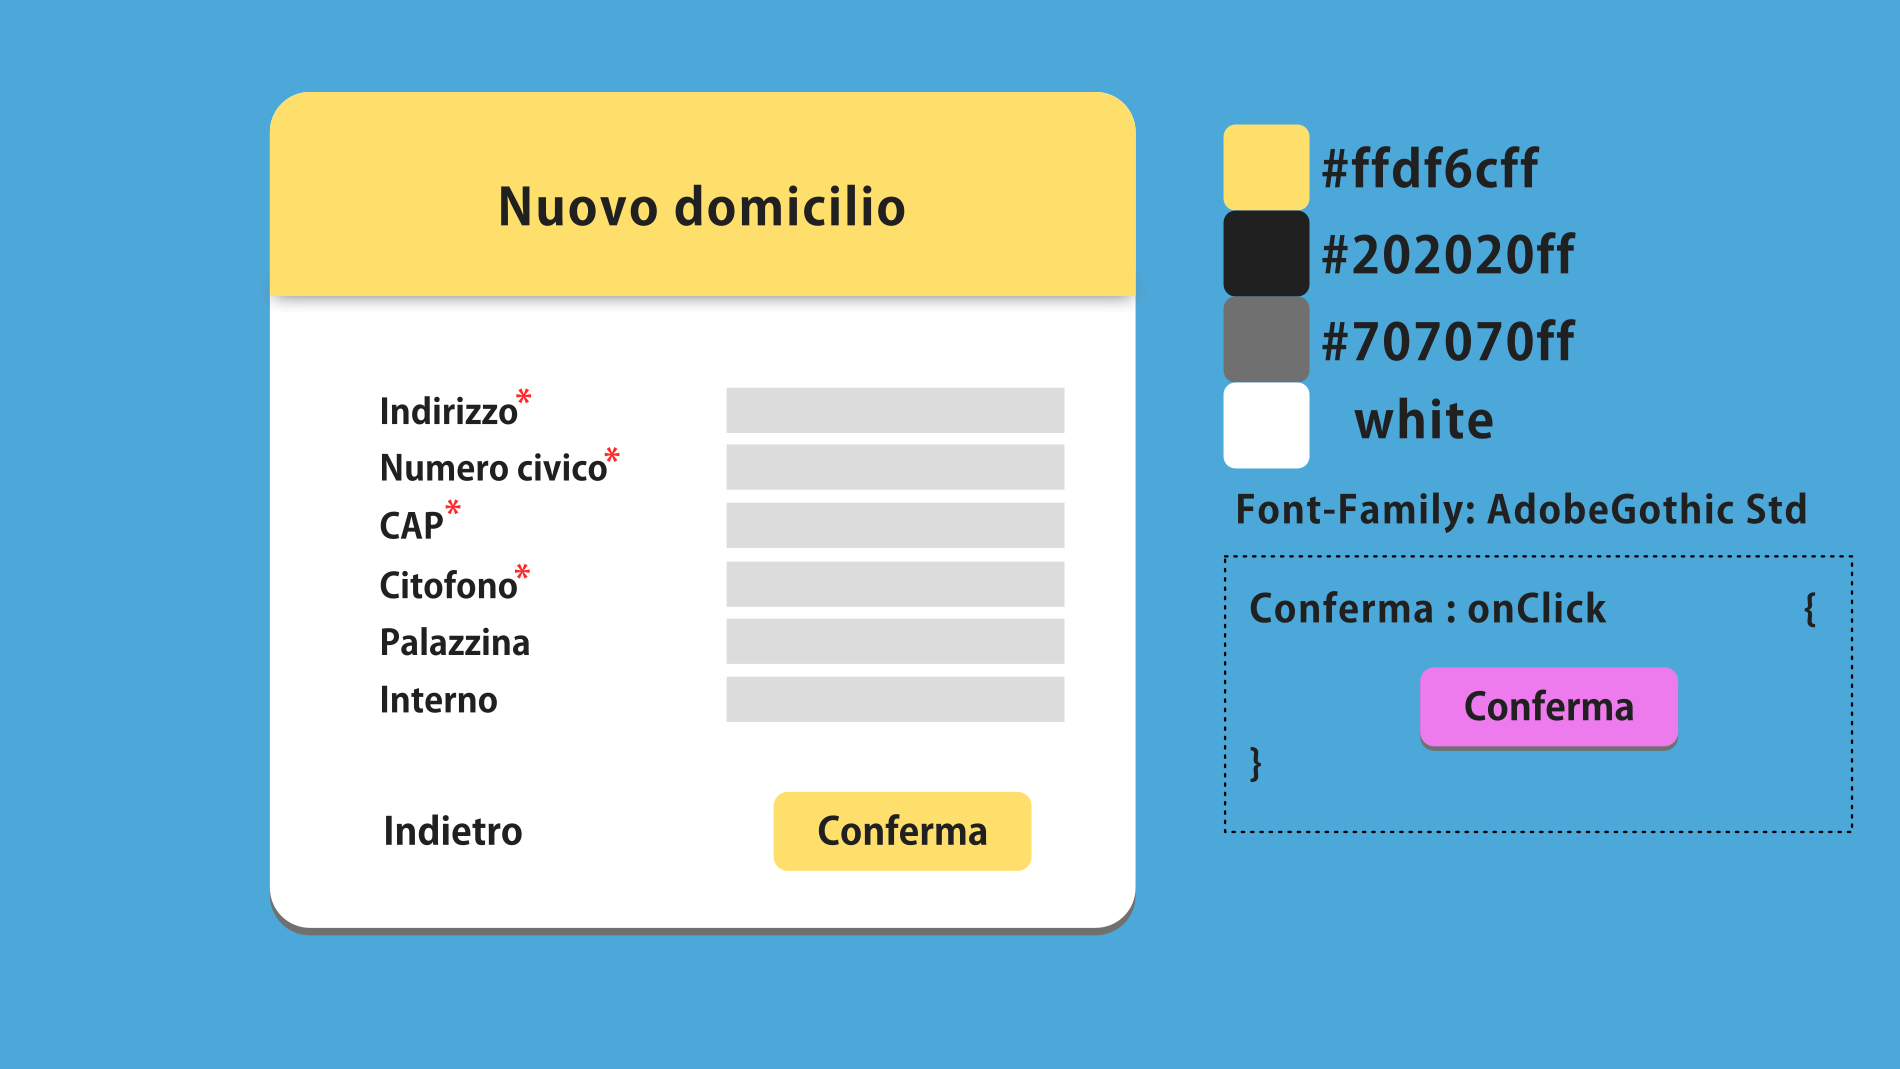 Nuovo domicilio
Indirizzo*
Numero civico*
CAP*
Citofono*
Palazzina
Interno
Indietro
Conferma
#ffdf6cff
#202020ff
#707070ff
white
Font-Family: AdobeGothic Std
Conferma : onClick {
Conferma
}